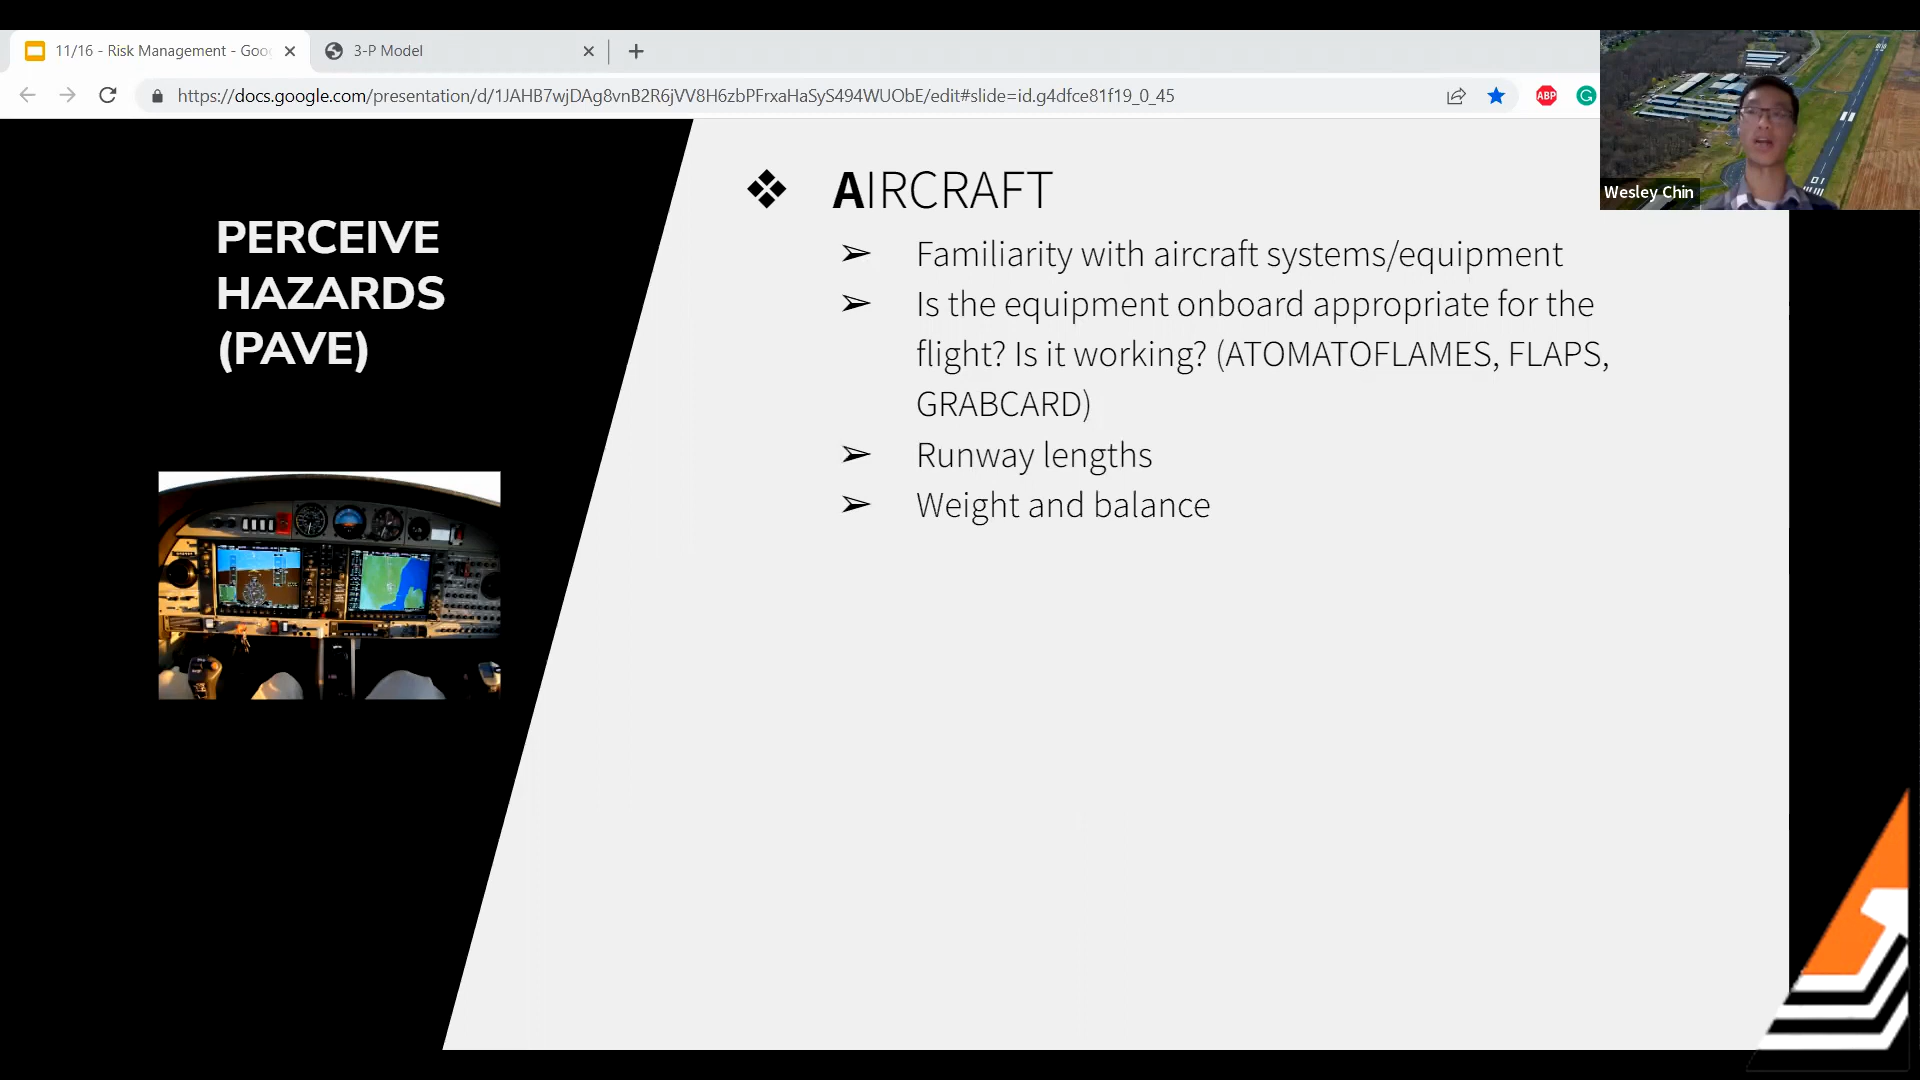 11/16 - Risk Management - Goo
3-P Model
https://docs.google.com/presentation/d/1JAHB7wjDAg8vnB2R6jVV8H6zbPFrxaHaSyS494WUObE/edit#slide=id.g4dfce81f19_0_45
ABP
G
Wesley Chin
PERCEIVE
HAZARDS
(PAVE)
❖ AIRCRAFT
➢ Familiarity with aircraft systems/equipment
➢ Is the equipment onboard appropriate for the
flight? Is it working? (ATOMATOFLAMES, FLAPS,
GRABCARD)
➢ Runway lengths
➢ Weight and balance